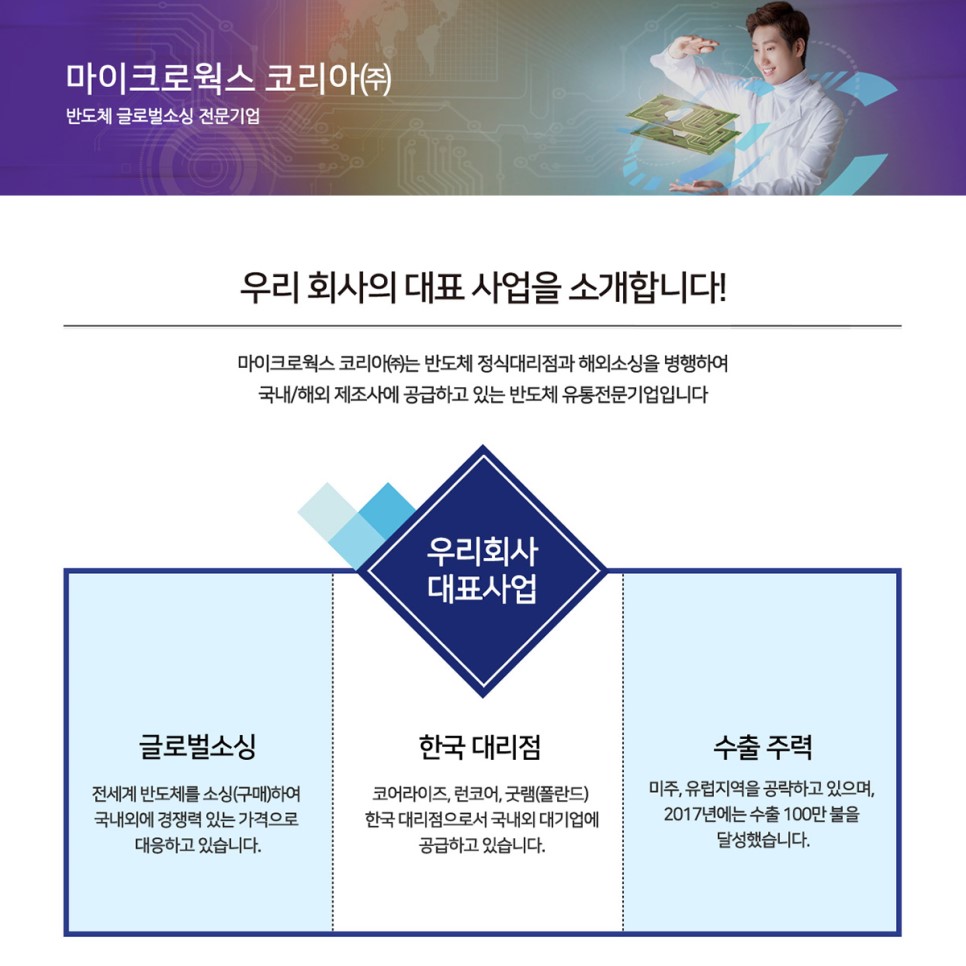 마이크로웍스 코리아㈜
반도체 글로벌소싱 전문기업
우리 회사의 대표 사업을 소개합니다!
마이크로웍스 코리아㈜는 반도체 정식대리점과 해외소싱을 병행하여
국내/해외 제조사에 공급하고 있는 반도체 유통전문기업입니다
우리회사
대표사업
글로벌소싱
전세계 반도체를 소싱(구매)하여
국내외에 경쟁력 있는 가격으로
대응하고 있습니다.
한국 대리점
코어라이즈, 런코어, 굿램(폴란드)
한국 대리점으로서 국내외 대기업에
공급하고 있습니다.
수출 주력
미주, 유럽지역을 공략하고 있으며,
2017년에는 수출 100만 불을
달성했습니다.